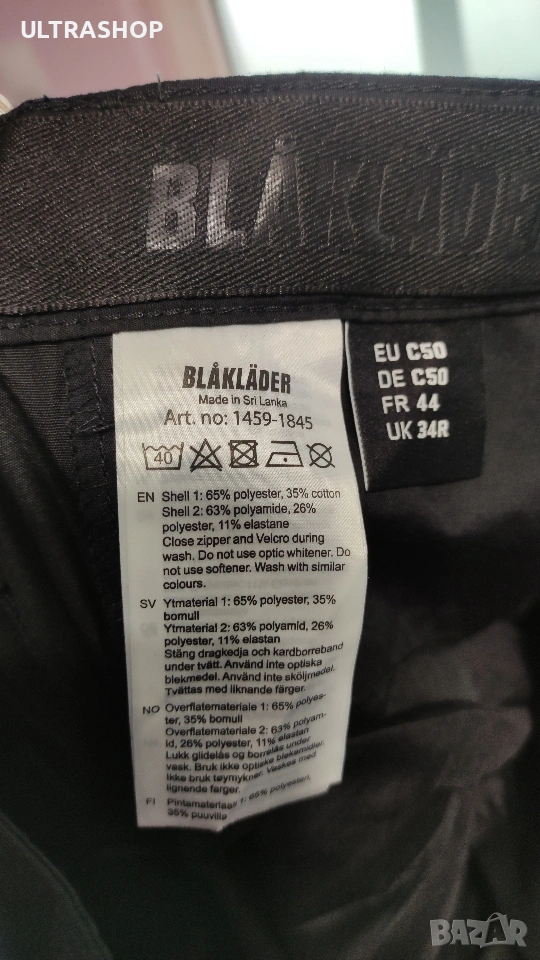 ULTRASHOP
BLÅKLÄDER
EU C50
DE C50
FR 44
UK 34R
BLÅKLÄDER
Made in Sri Lanka
Art. no: 1459-1845
40
EN Shell 1: 65% polyester, 35% cotton
Shell 2: 63% polyamide, 26%
polyester, 11% elastane
Close zipper and Velcro during
wash. Do not use optic whitener. Do
not use softener. Wash with similar
colours.
SV Ytmaterial 1: 65% polyester, 35%
bomull
Ytmaterial 2: 63% polyamid, 26%
polyester, 11% elastan
Stäng dragkedja och kardborreband
under tvätt. Använd inte optiska
blekmedel. Använd inte sköljmedel.
Tvättas med liknande färger.
NO Overflatemateriale 1: 65% polyes-
ter, 35% bomull
Overflatemateriale 2: 63% polyam-
id, 26% polyester, 11% elastan
Lukk glidelås og borrelås under
vask. Bruk ikke optiske blekemidler.
Ikke bruk tøymykner. Vaskes med
lignende farger.
FI Pintamateriaali 1: 65% polyesteri,
35% puuvilla
BAZAR